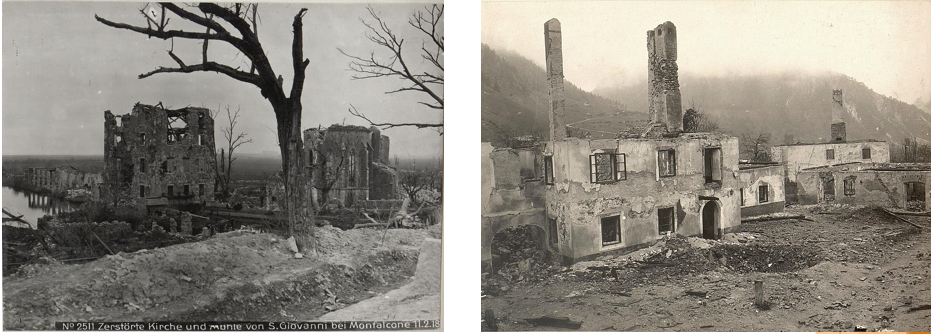 No 2511 Zerstörte Kirche und Mühle von S. Giovanni bei Monfalcone 11.2.18